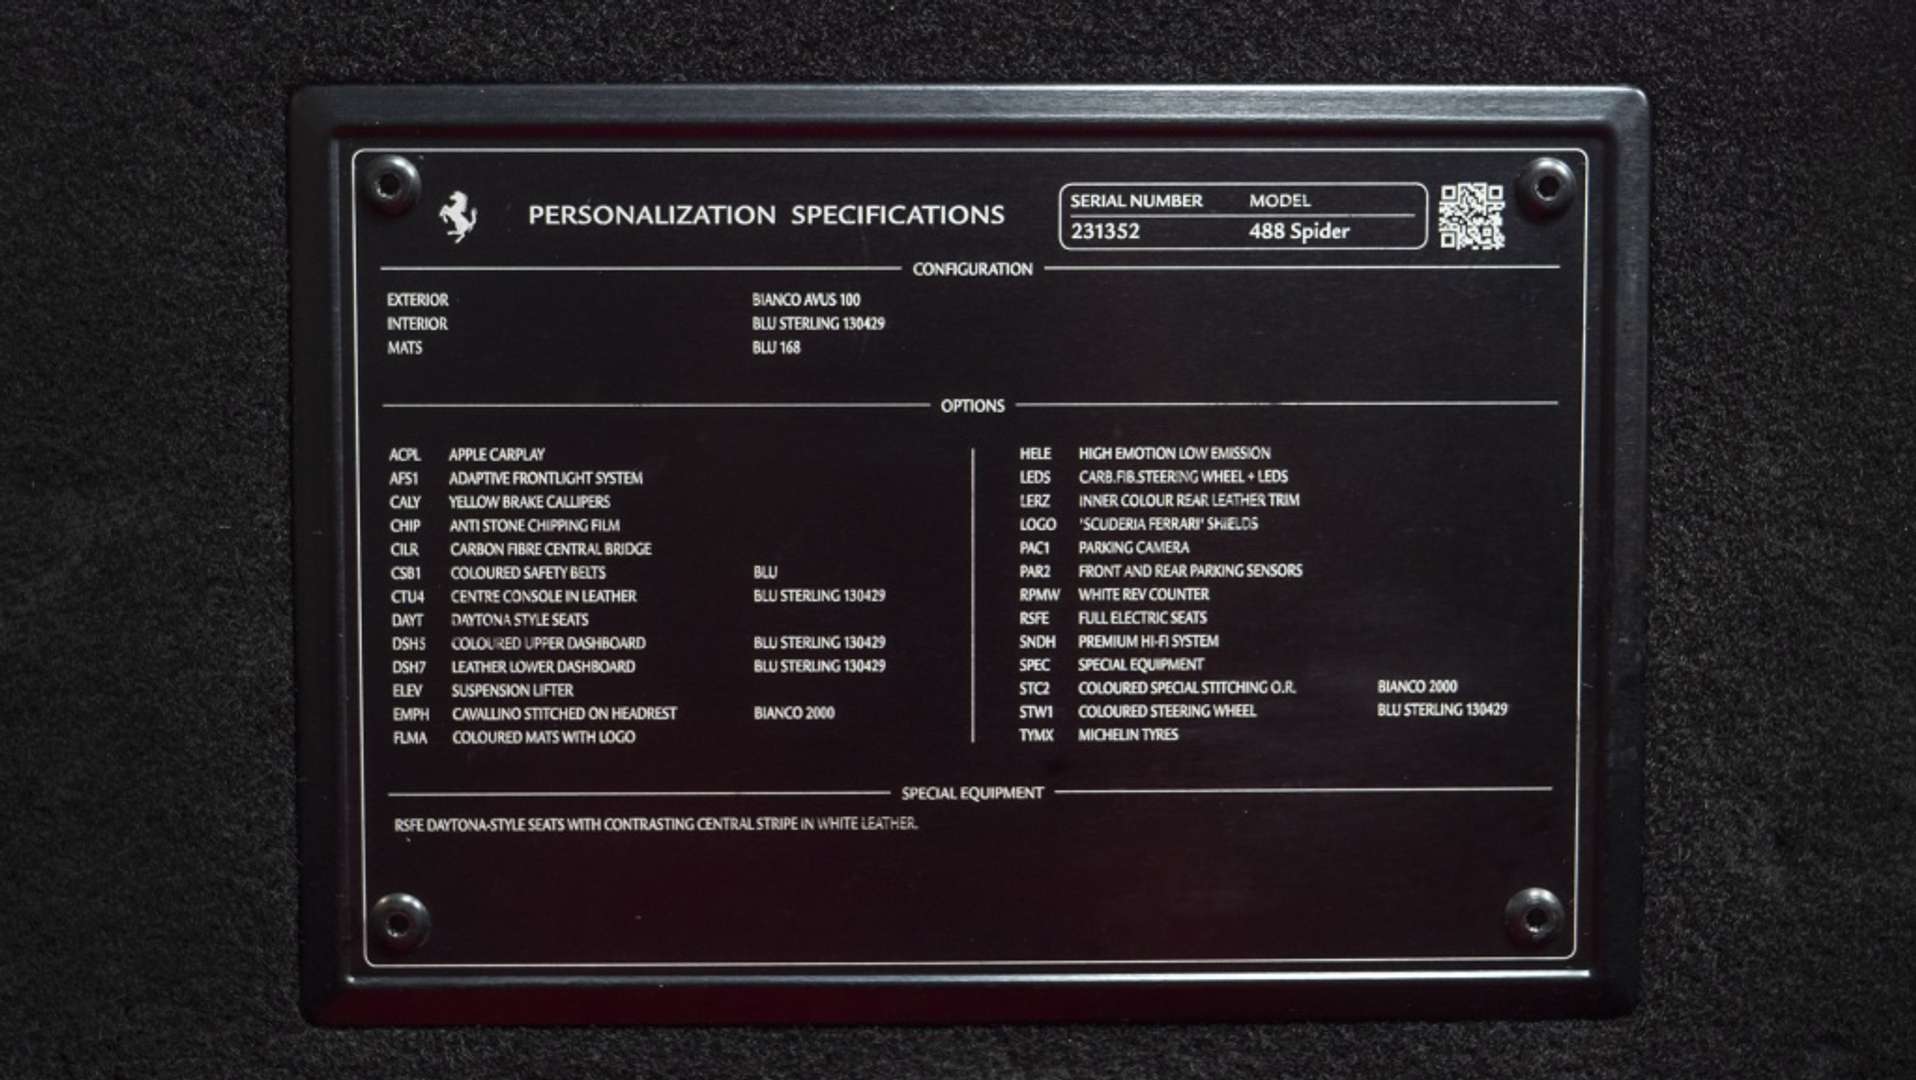 PERSONALIZATION SPECIFICATIONS
SERIAL NUMBER MODEL
231352 488 Spider
CONFIGURATION
EXTERIOR BIANCO AVUS 100
INTERIOR BLU STERLING 130429
MATS BLU 168
OPTIONS
ACPL APPLE CARPLAY
AFS1 ADAPTIVE FRONTLIGHT SYSTEM
CALY YELLOW BRAKE CALLIPERS
CHIP ANTI STONE CHIPPING FILM
CILR CARBON FIBRE CENTRAL BRIDGE
CSB1 COLOURED SAFETY BELTS BLU
CTU4 CENTRE CONSOLE IN LEATHER BLU STERLING 130429
DAYT DAYTONA STYLE SEATS
DSH5 COLOURED UPPER DASHBOARD BLU STERLING 130429
DSH7 LEATHER LOWER DASHBOARD BLU STERLING 130429
ELEV SUSPENSION LIFTER
EMPH CAVALLINO STITCHED ON HEADREST BIANCO 2000
FLMA COLOURED MATS WITH LOGO
HELE HIGH EMOTION LOW EMISSION
LEDS CARB.FIB.STEERING WHEEL + LEDS
LERZ INNER COLOUR REAR LEATHER TRIM
LOGO 'SCUDERIA FERRARI' SHIELDS
PAC1 PARKING CAMERA
PAR2 FRONT AND REAR PARKING SENSORS
RPMW WHITE REV COUNTER
RSFE FULL ELECTRIC SEATS
SNDH PREMIUM HI-FI SYSTEM
SPEC SPECIAL EQUIPMENT
STC2 COLOURED SPECIAL STITCHING O.R. BIANCO 2000
STW1 COLOURED STEERING WHEEL BLU STERLING 130429
TYMX MICHELIN TYRES
SPECIAL EQUIPMENT
RSFE DAYTONA-STYLE SEATS WITH CONTRASTING CENTRAL STRIPE IN WHITE LEATHER.